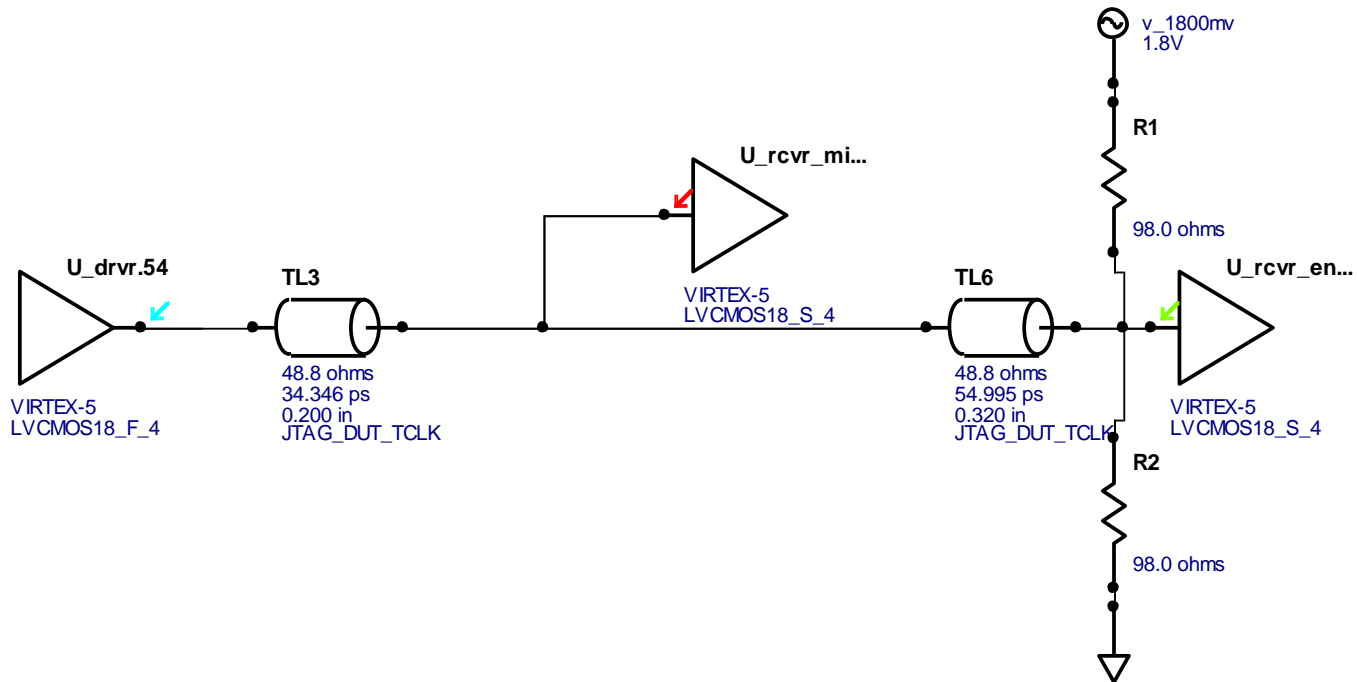 v_1800mv
1.8V
R1
98.0 ohms
U_rcvr_mi...
VIRTEX-5
LVCMOS18_S_4
U_drvr.54
VIRTEX-5
LVCMOS18_F_4
TL3
48.8 ohms
34.346 ps
0.200 in
JTAG_DUT_TCLK
TL6
48.8 ohms
54.995 ps
0.320 in
JTAG_DUT_TCLK
U_rcvr_en...
VIRTEX-5
LVCMOS18_S_4
R2
98.0 ohms